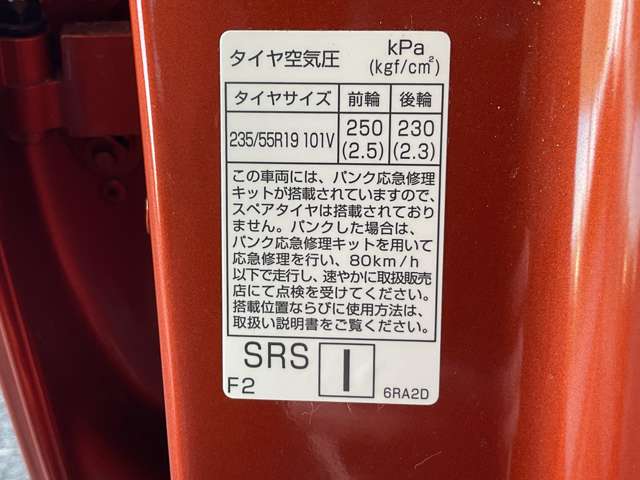 タイヤ空気圧 kPa
(kgf/cm²)
タイヤサイズ 前輪 後輪
235/55R19 101V 250 230
(2.5) (2.3)
この車両には、パンク応急修理
キットが搭載されていますので、
スペアタイヤは搭載されており
ません。パンクした場合は、
パンク応急修理キットを用いて
応急修理を行い、80km/h
以下で走行し、速やかに取扱販売
店にて点検を受けてください。
搭載位置ならびに使用方法は、
取扱い説明書をご覧ください。
SRS I
F2 6RA2D